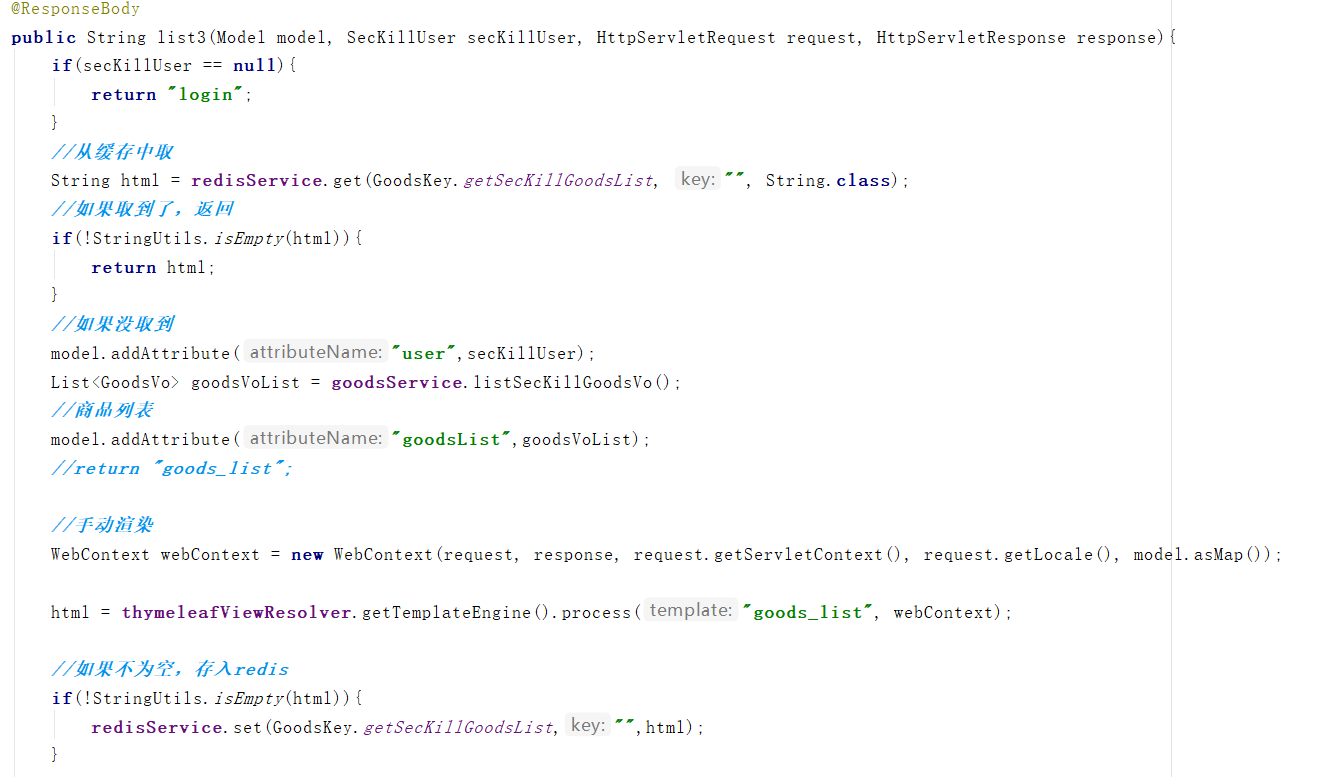 @ResponseBody
public String list3(Model model, SecKillUser secKillUser, HttpServletRequest request, HttpServletResponse response){
if(secKillUser == null){
return "login";
}
//从缓存中取
String html = redisService.get(GoodsKey.getSecKillGoodsList, key: "", String.class);
//如果取到了，返回
if(!StringUtils.isEmpty(html)){
return html;
}
//如果没取到
model.addAttribute( attributeName: "user",secKillUser);
List<GoodsVo> goodsVoList = goodsService.listSecKillGoodsVo();
//商品列表
model.addAttribute( attributeName: "goodsList",goodsVoList);
//return "goods_list";
//手动渲染
WebContext webContext = new WebContext(request, response, request.getServletContext(), request.getLocale(), model.asMap());
html = thymeleafViewResolver.getTemplateEngine().process( template: "goods_list", webContext);
//如果不为空，存入redis
if(!StringUtils.isEmpty(html)){
redisService.set(GoodsKey.getSecKillGoodsList, key: "",html);
}